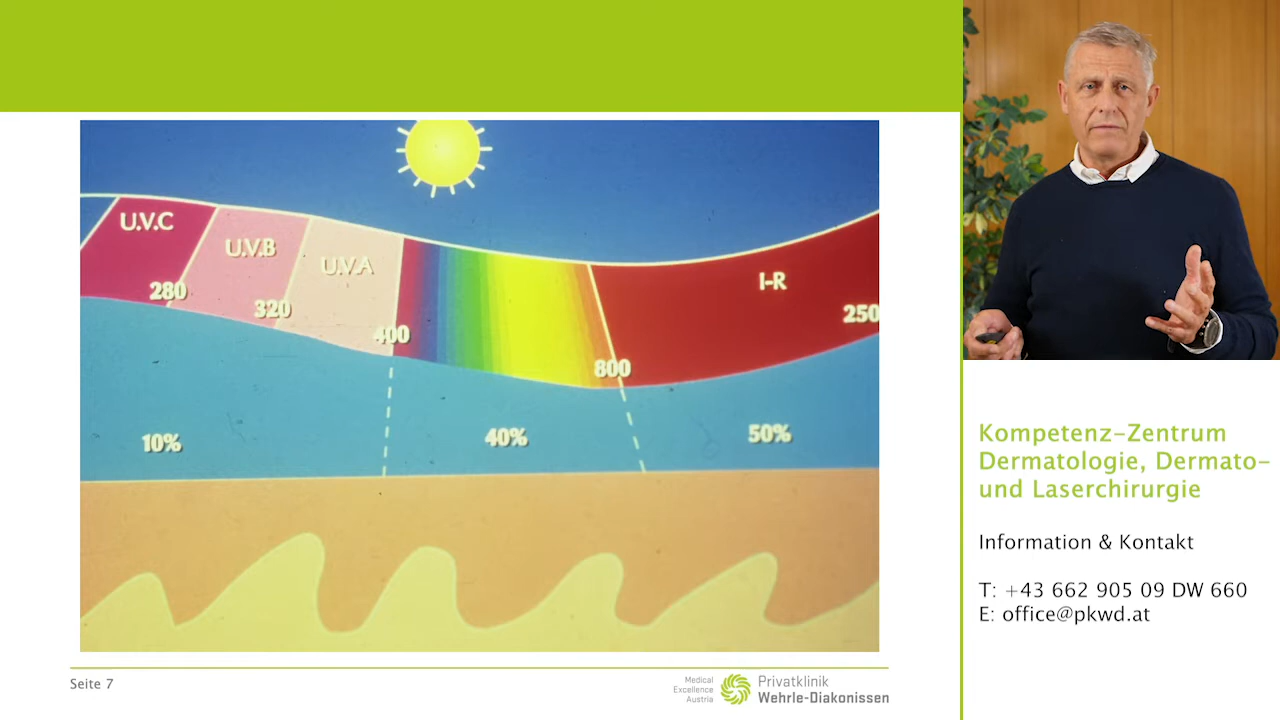 U.V.C
U.V.B
U.V.A
I-R
280
320
400
800
250
10%
40%
50%
Seite 7
Medical
Excellence
Austria
Privatklinik
Wehrle-Diakonissen
Kompetenz-Zentrum
Dermatologie, Dermato-
und Laserchirurgie
Information & Kontakt
T: +43 662 905 09 DW 660
E: office@pkwd.at